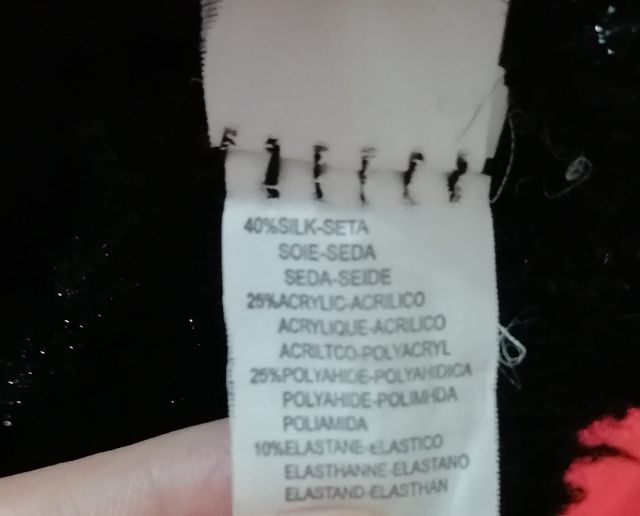 40%SILK-SETA
SOIE-SEDA
SEDA-SEIDE
25%ACRYLIC-ACRILICO
ACRYLIQUE-ACRILICO
ACRILTCO-POLYACRYL
25%POLYAHIDE-POLYAHIDICA
POLYAHIDE-POLIMHDA
POLIAMIDA
10%ELASTANE-ELASTICO
ELASTHANNE-ELASTANO
ELASTAND-ELASTHAN